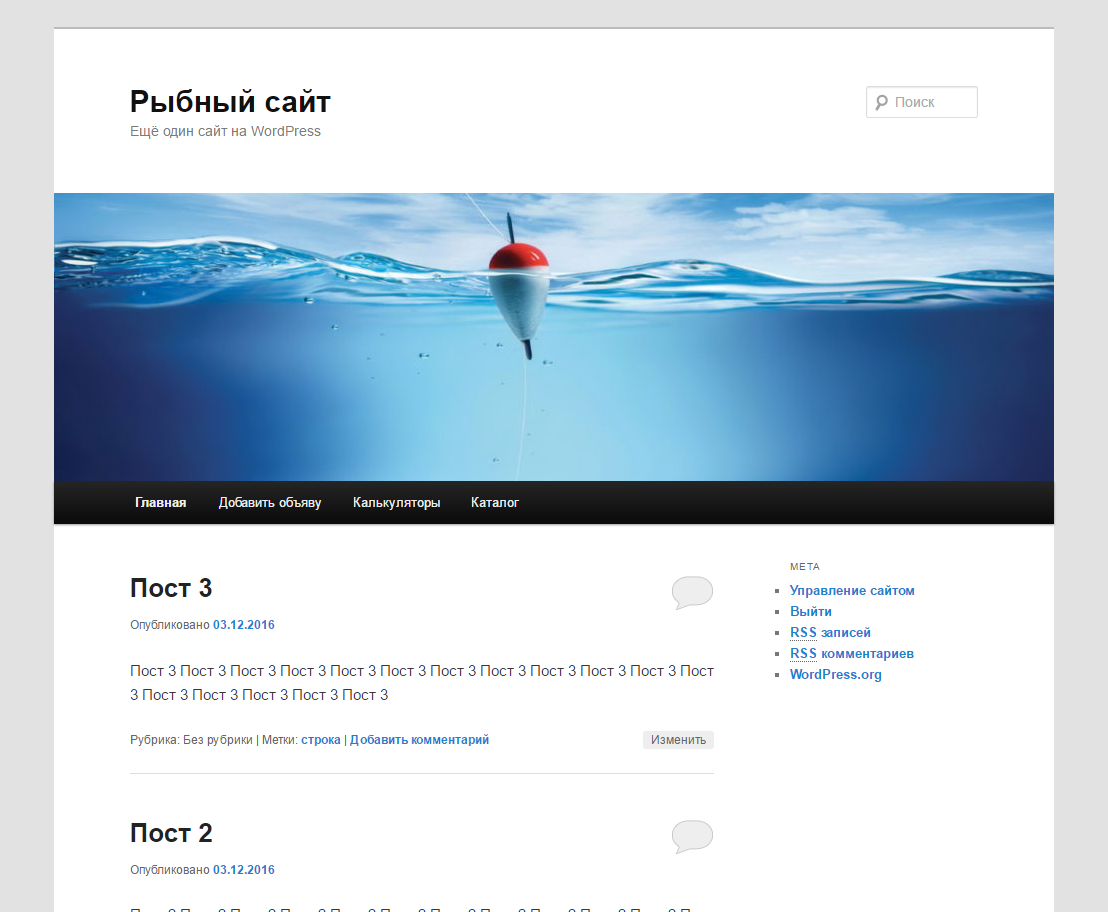 Рыбный сайт
Ещё один сайт на WordPress
Поиск
Главная Добавить объяву Калькуляторы Каталог
Пост 3
Опубликовано 03.12.2016
Пост 3 Пост 3 Пост 3 Пост 3 Пост 3 Пост 3 Пост 3 Пост 3 Пост 3 Пост 3 Пост 3 Пост
3 Пост 3 Пост 3 Пост 3 Пост 3 Пост 3
Рубрика: Без рубрики | Метки: строка | Добавить комментарий
Изменить
Пост 2
Опубликовано 03.12.2016
МЕТА
Управление сайтом
Выйти
RSS записей
RSS комментариев
WordPress.org